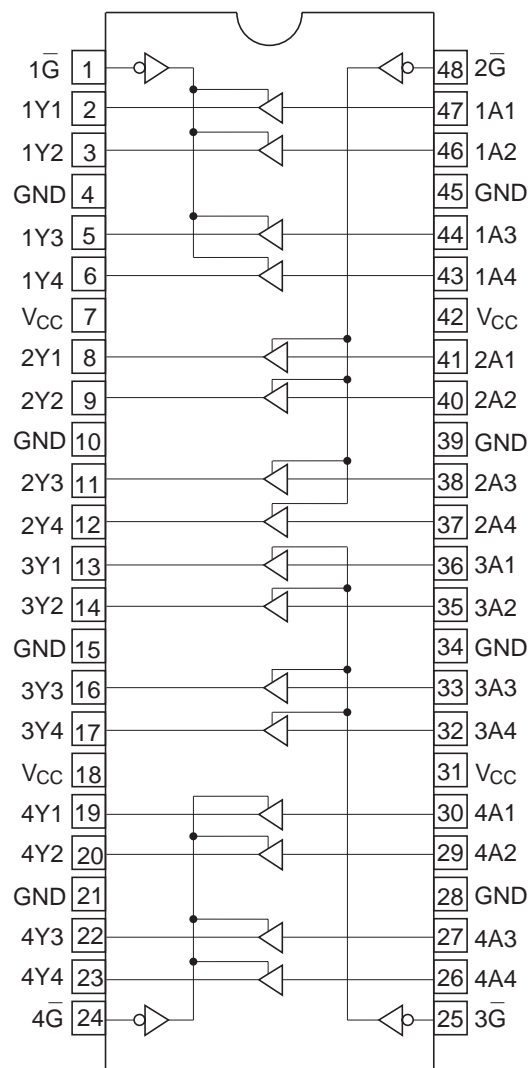 1G̅ 1 48 2G̅
1Y1 2 47 1A1
1Y2 3 46 1A2
GND 4 45 GND
1Y3 5 44 1A3
1Y4 6 43 1A4
VCC 7 42 VCC
2Y1 8 41 2A1
2Y2 9 40 2A2
GND 10 39 GND
2Y3 11 38 2A3
2Y4 12 37 2A4
3Y1 13 36 3A1
3Y2 14 35 3A2
GND 15 34 GND
3Y3 16 33 3A3
3Y4 17 32 3A4
VCC 18 31 VCC
4Y1 19 30 4A1
4Y2 20 29 4A2
GND 21 28 GND
4Y3 22 27 4A3
4Y4 23 26 4A4
4G̅ 24 25 3G̅